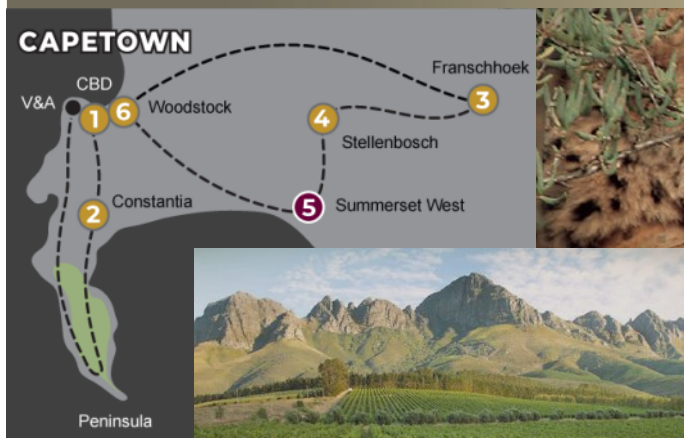 CAPETOWN
CBD
V&A
1
6
Woodstock
Franschhoek
3
4
Stellenbosch
2
Constantia
5
Summerset West
Peninsula